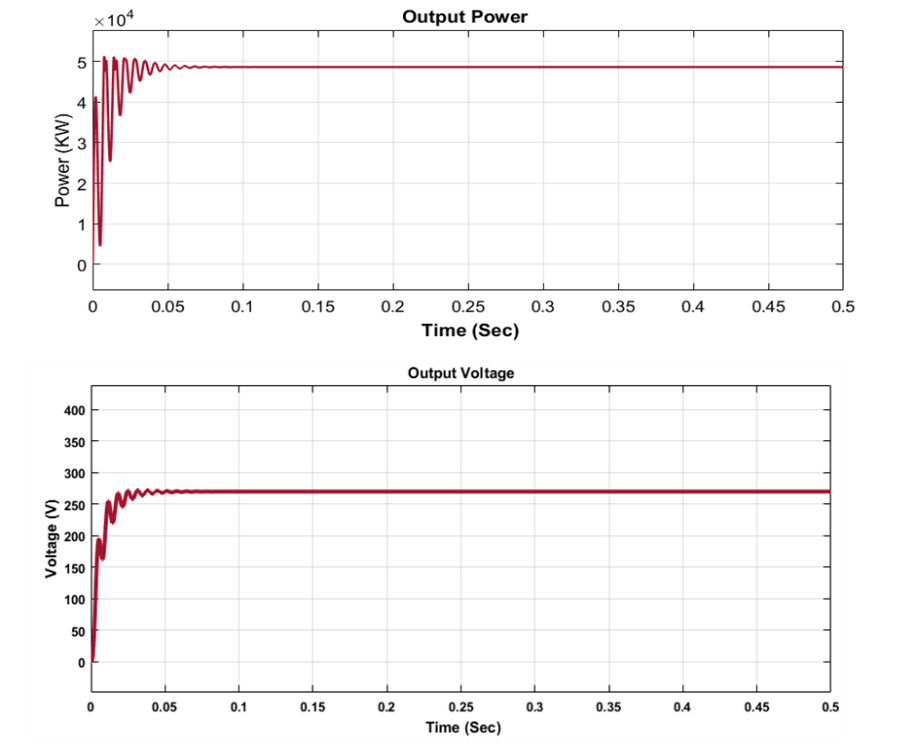 Output Power
×10⁴
5
4
3
2
1
0
Power (KW)
0 0.05 0.1 0.15 0.2 0.25 0.3 0.35 0.4 0.45 0.5
Time (Sec)
Output Voltage
400
350
300
250
200
150
100
50
0
Voltage (V)
0 0.05 0.1 0.15 0.2 0.25 0.3 0.35 0.4 0.45 0.5
Time (Sec)